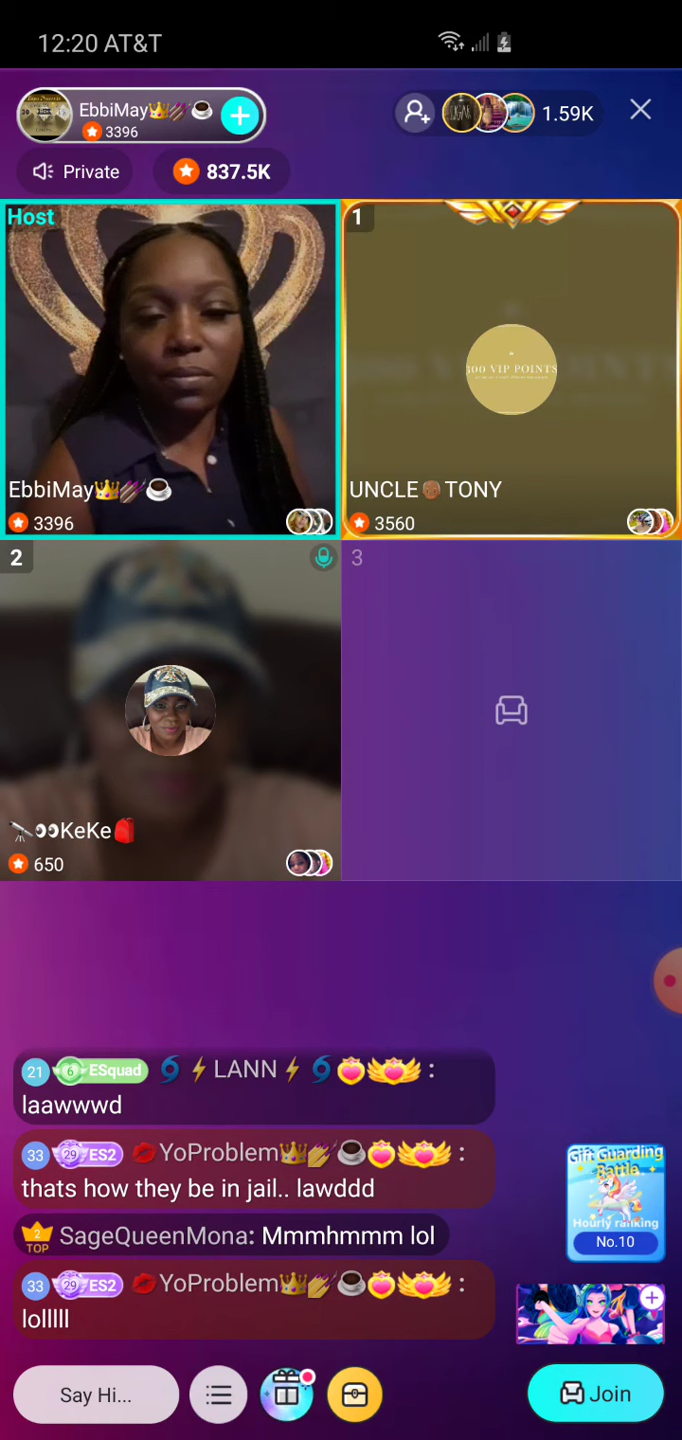 12:20 AT&T
EbbiMay👑💅🏾☕
3396
1.59K
Private
837.5K
Host
EbbiMay👑💅🏾☕
3396
1
300 VIP POINTS
UNCLE👴🏾TONY
3560
2
🔭👀KeKe🎒
650
3
21 6 ESquad 🌀⚡LANN⚡🌀 :
laawwwd
33 29 ES2 💋YoProblem👑💅☕ :
thats how they be in jail.. lawddd
2 TOP SageQueenMona: Mmmhmmm lol
33 29 ES2 💋YoProblem👑💅☕ :
lolllll
Gift Guarding
Battle
Hourly ranking
No.10
Say Hi...
Join